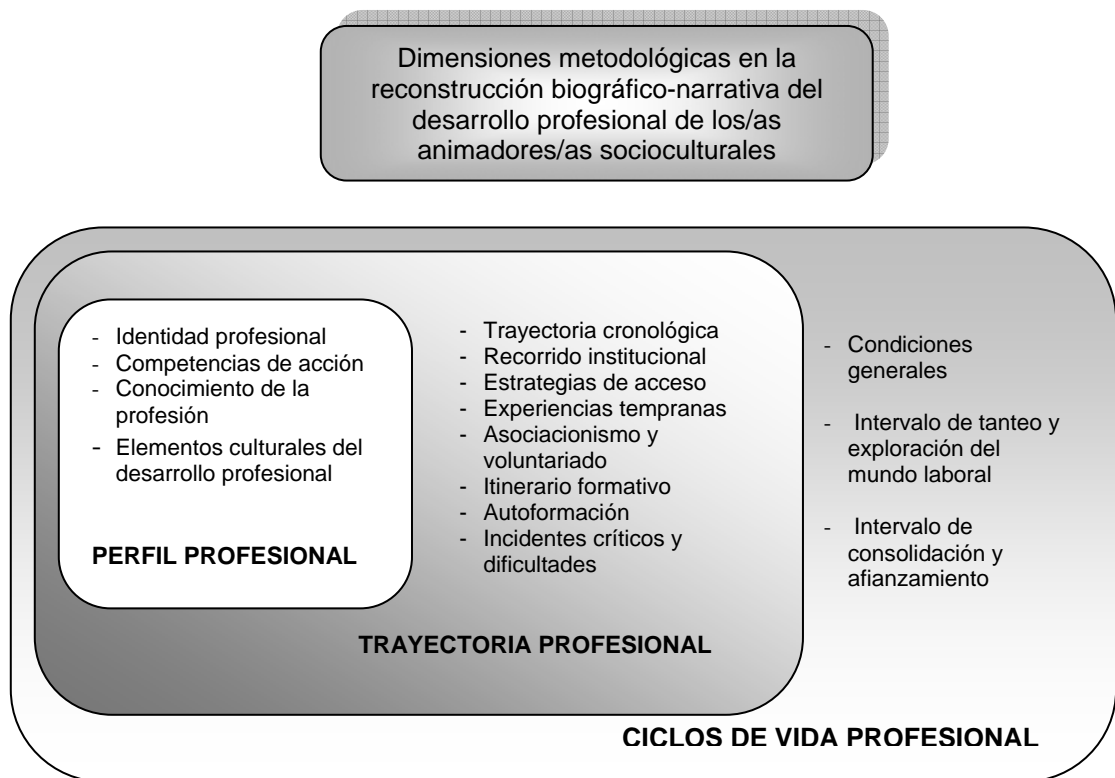 Dimensiones metodológicas en la
reconstrucción biográfico-narrativa del
desarrollo profesional de los/as
animadores/as socioculturales
- Identidad profesional
- Competencias de acción
- Conocimiento de la
profesión
- Elementos culturales del
desarrollo profesional
PERFIL PROFESIONAL
- Trayectoria cronológica
- Recorrido institucional
- Estrategias de acceso
- Experiencias tempranas
- Asociacionismo y
voluntariado
- Itinerario formativo
- Autoformación
- Incidentes críticos y
dificultades
TRAYECTORIA PROFESIONAL
- Condiciones
generales
- Intervalo de tanteo y
exploración del
mundo laboral
- Intervalo de
consolidación y
afianzamiento
CICLOS DE VIDA PROFESIONAL